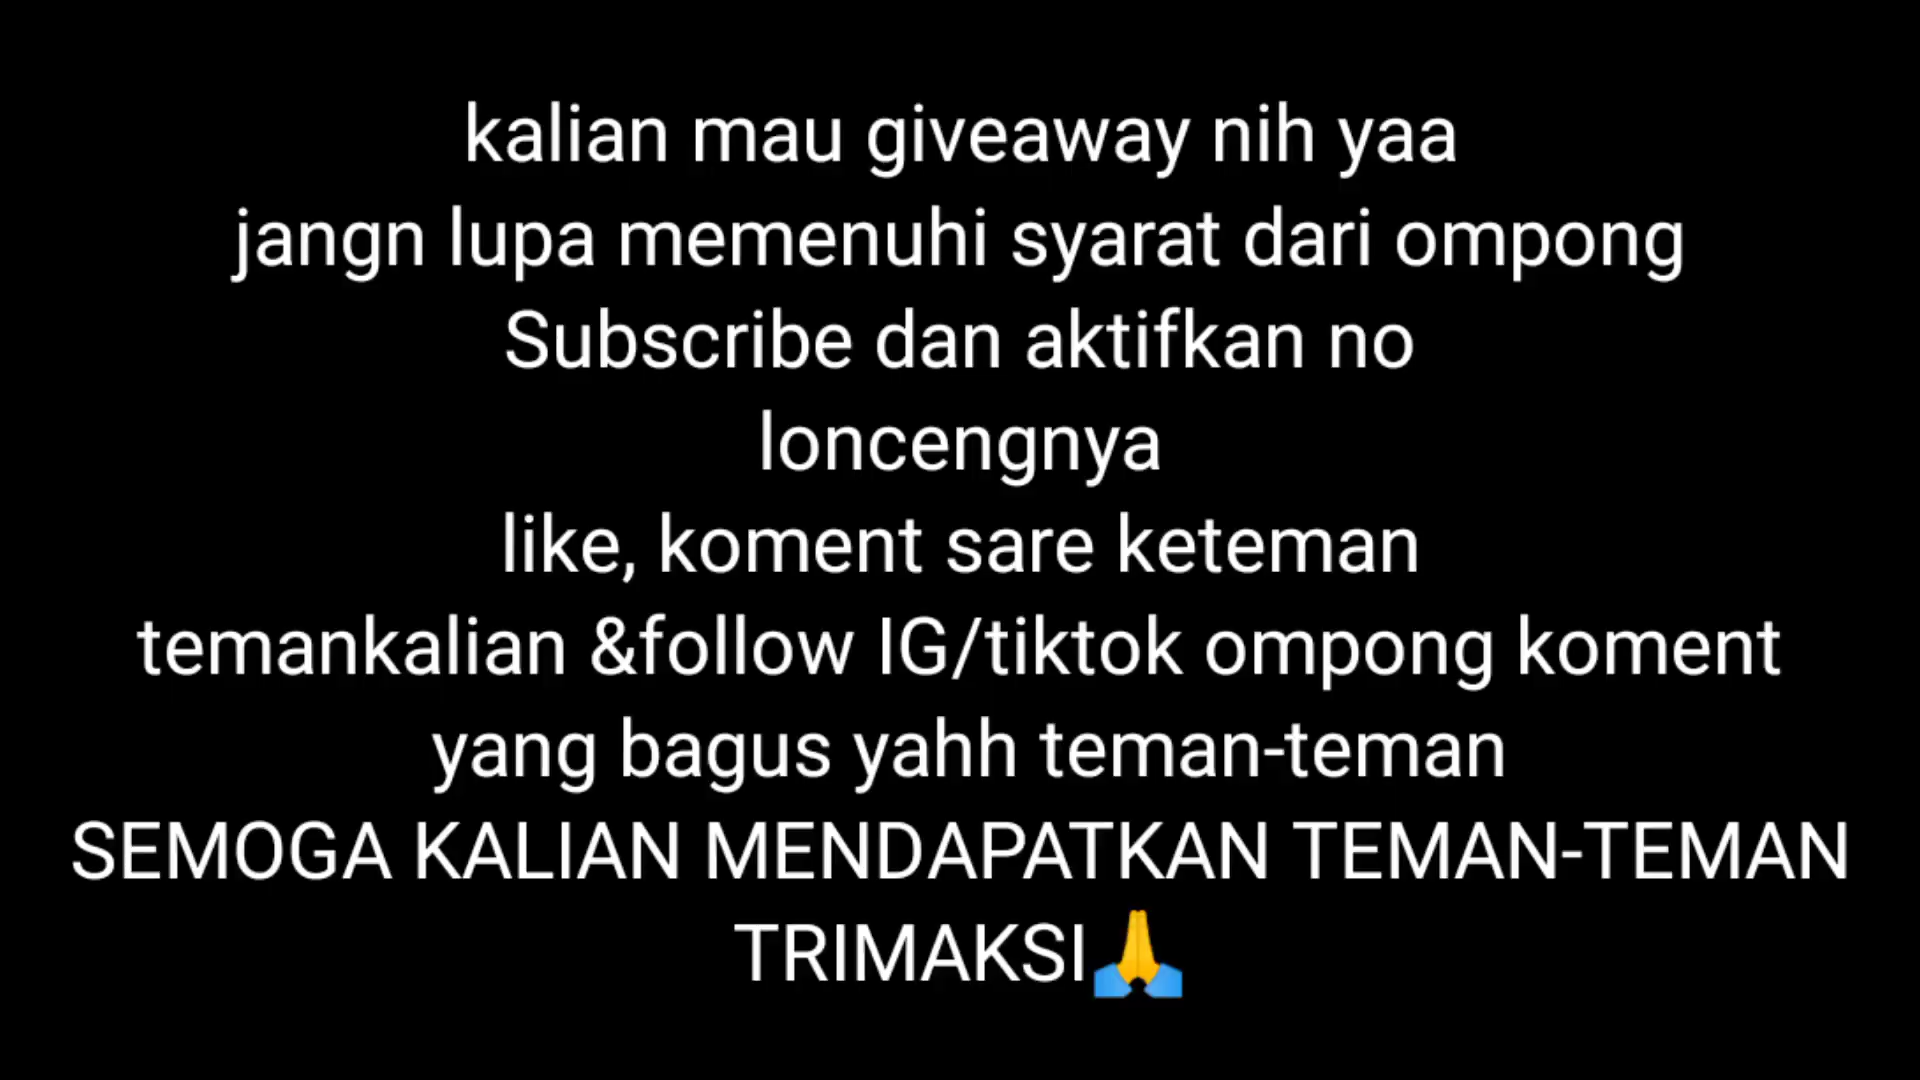 kalian mau giveaway nih yaa
jangn lupa memenuhi syarat dari ompong
Subscribe dan aktifkan no
loncengnya
like, koment sare keteman
temankalian &follow IG/tiktok ompong koment
yang bagus yahh teman-teman
SEMOGA KALIAN MENDAPATKAN TEMAN-TEMAN
TRIMAKSI🙏